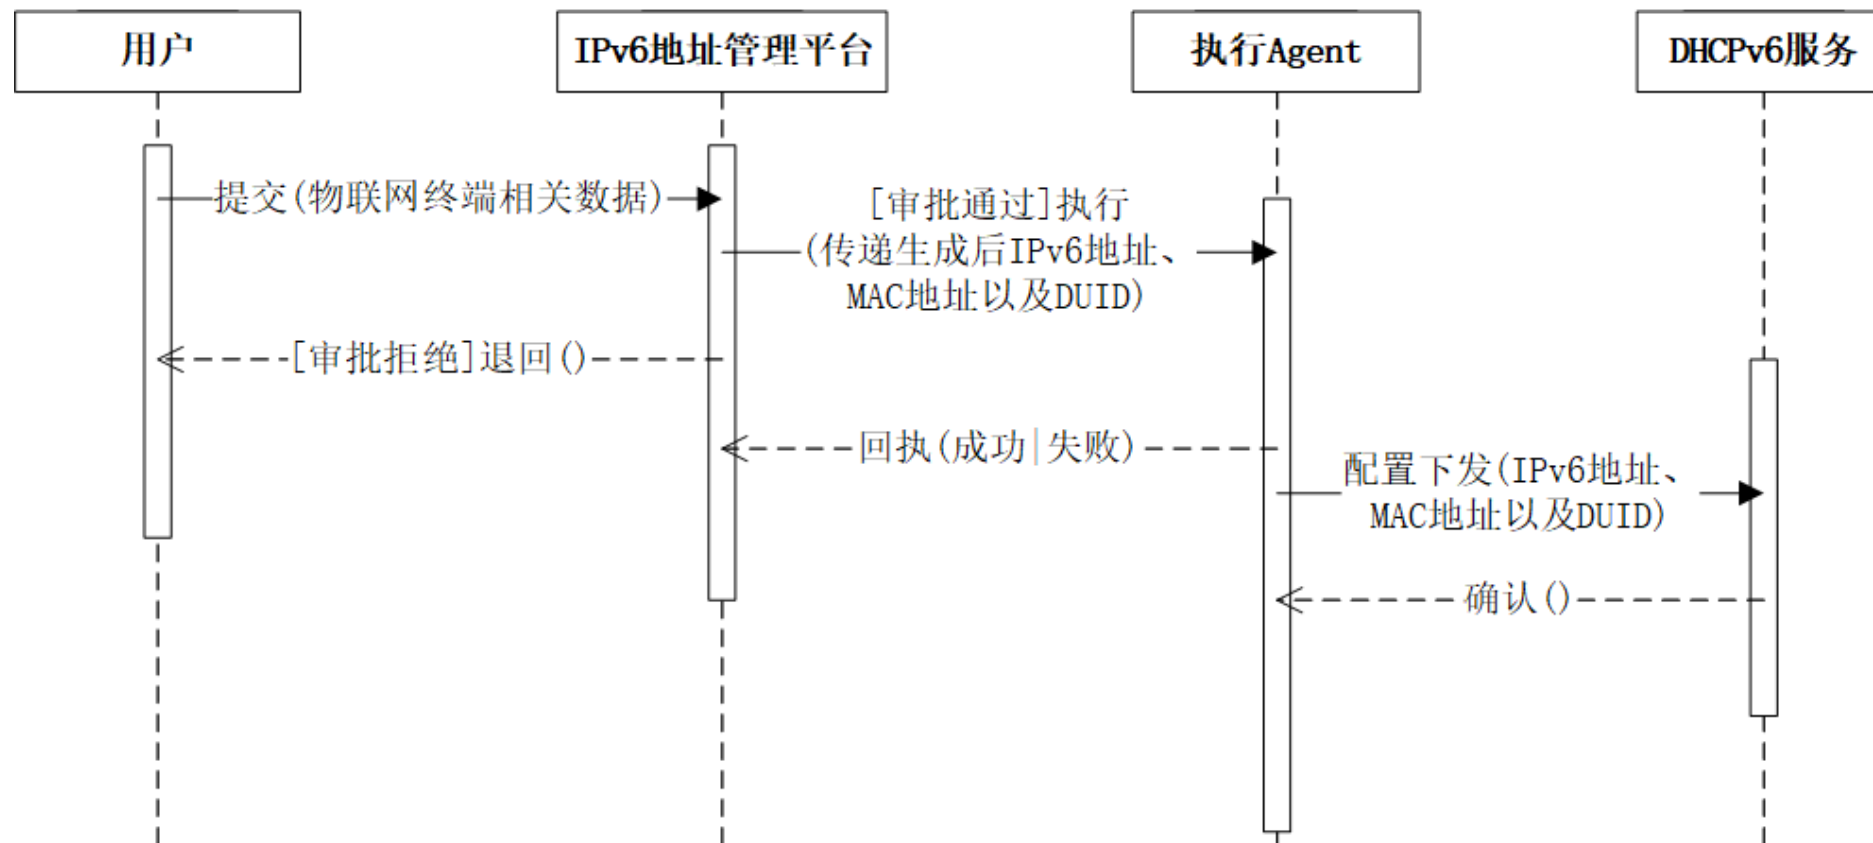 用户
IPv6地址管理平台
执行Agent
DHCPv6服务
提交(物联网终端相关数据)
[审批通过]执行
(传递生成后IPv6地址、
MAC地址以及DUID)
[审批拒绝]退回()
回执(成功|失败)
配置下发(IPv6地址、
MAC地址以及DUID)
确认()